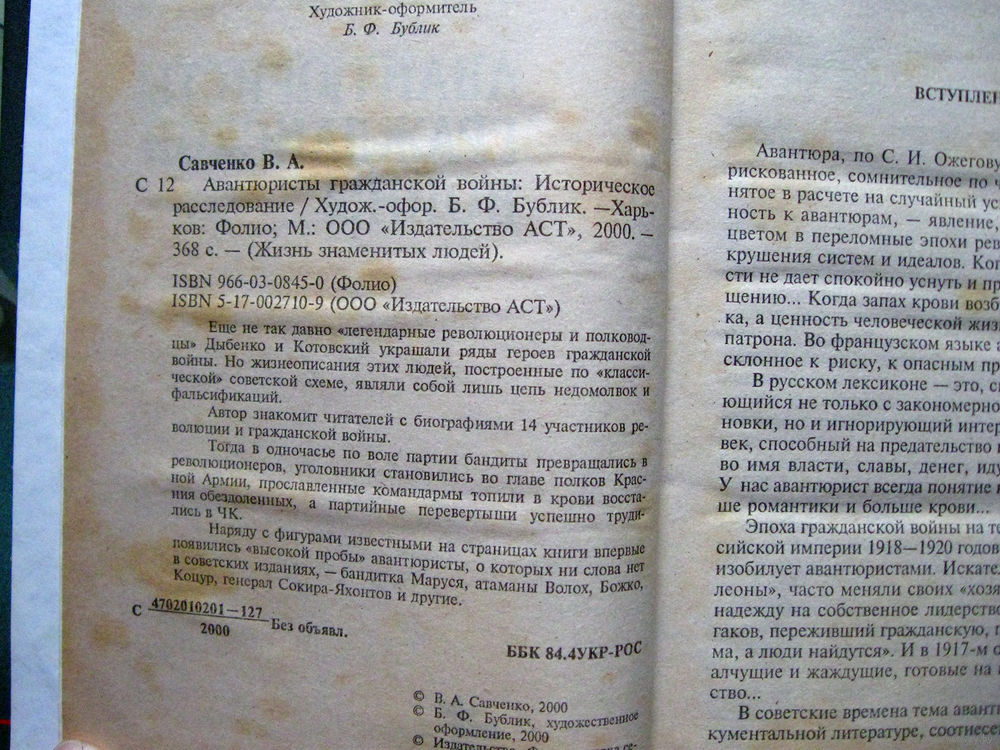 Художник-оформитель
Б. Ф. Бублик
Савченко В. А.
С 12 Авантюристы гражданской войны: Историческое
расследование / Худож.-офор. Б. Ф. Бублик. —Харь-
ков: Фолио; М.: ООО «Издательство АСТ», 2000. –
368 с. — (Жизнь знаменитых людей).
ISBN 966-03-0845-0 (Фолио)
ISBN 5-17-002710-9 (ООО «Издательство АСТ»)
Еще не так давно «легендарные революционеры и полковод-
цы» Дыбенко и Котовский украшали ряды героев гражданской
войны. Но жизнеописания этих людей, построенные по «класси-
ческой» советской схеме, являли собой лишь цепь недомолвок и
фальсификаций.
Автор знакомит читателей с биографиями 14 участников ре-
волюции и гражданской войны.
Тогда в одночасье по воле партии бандиты превращались в
революционеров, уголовники становились во главе полков Крас-
ной Армии, прославленные командармы топили в крови восста-
ния обездоленных, а партийные перевертыши успешно труди-
лись в ЧК.
Наряду с фигурами известными на страницах книги впервые
появились «высокой пробы» авантюристы, о которых ни слова нет
в советских изданиях, — бандитка Маруся, атаманы Волох, Божко,
Коцур, генерал Сокира-Яхонтов и другие.
С 4702010201—127
2000 Без объявл.
ББК 84.4УКР-РОС
© В. А. Савченко, 2000
© Б. Ф. Бублик, художественное
оформление, 2000
© Издательство
ВСТУПЛЕН
Авантюра, по С. И. Ожегову
рискованное, сомнительное по
нятое в расчете на случайный ус
ность к авантюрам, — явление,
цветом в переломные эпохи рев
крушения систем и идеалов. Ког
сти не дает спокойно уснуть и пр
щению... Когда запах крови возб
ка, а ценность человеческой жиз
патрона. Во французском языке а
склонное к риску, к опасным пр
В русском лексиконе — это, с
ющийся не только с закономерно
новки, но и игнорирующий интер
век, способный на предательство и
во имя власти, славы, денег, иду
У нас авантюрист всегда понятие
ше романтики и больше крови...
Эпоха гражданской войны на те
сийской империи 1918—1920 годов
изобилует авантюристами. Искател
леоны», часто меняли своих «хозя
надежду на собственное лидерство
гаков, переживший гражданскую, п
ма, а люди найдутся». И в 1917-м о
алчущие и жаждущие, готовые на
ство...
В советские времена тема авант
кументальной литературе, соотнесе